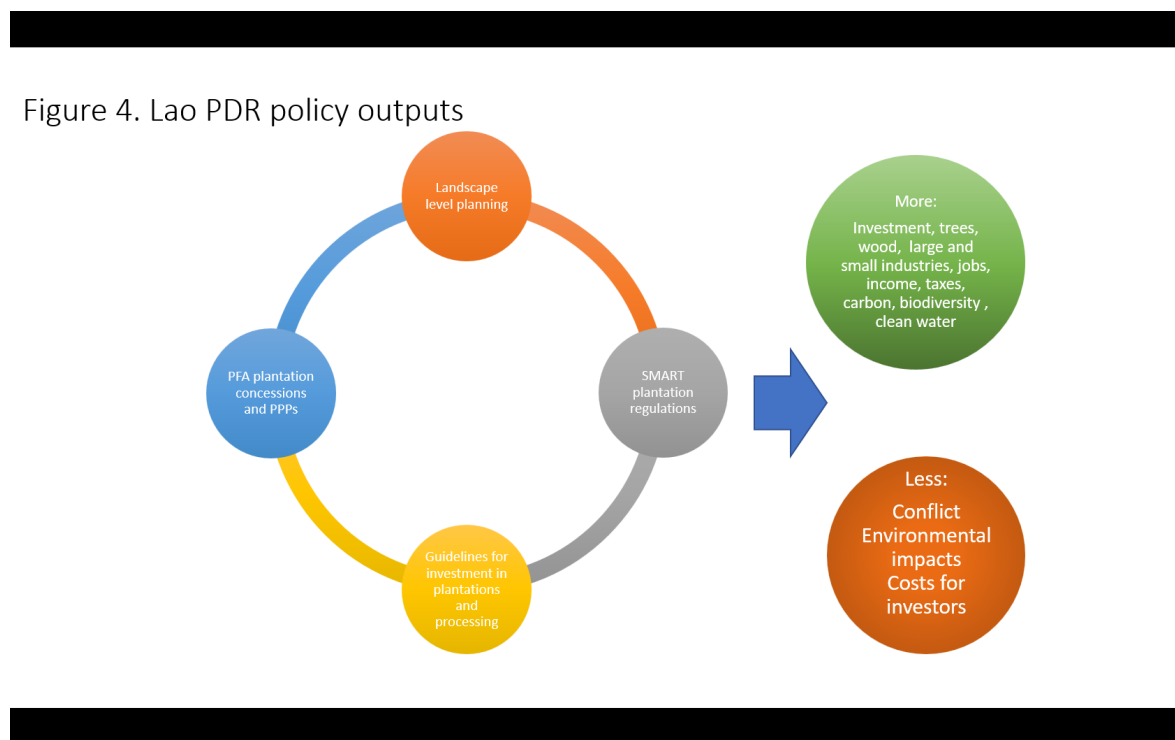 Figure 4. Lao PDR policy outputs
Landscape
level planning
PFA plantation
concessions
and PPPs
SMART
plantation
regulations
Guidelines for
investment in
plantations
and
processing
More:
Investment, trees,
wood, large and
small industries, jobs,
income, taxes,
carbon, biodiversity ,
clean water
Less:
Conflict
Environmental
impacts
Costs for
investors